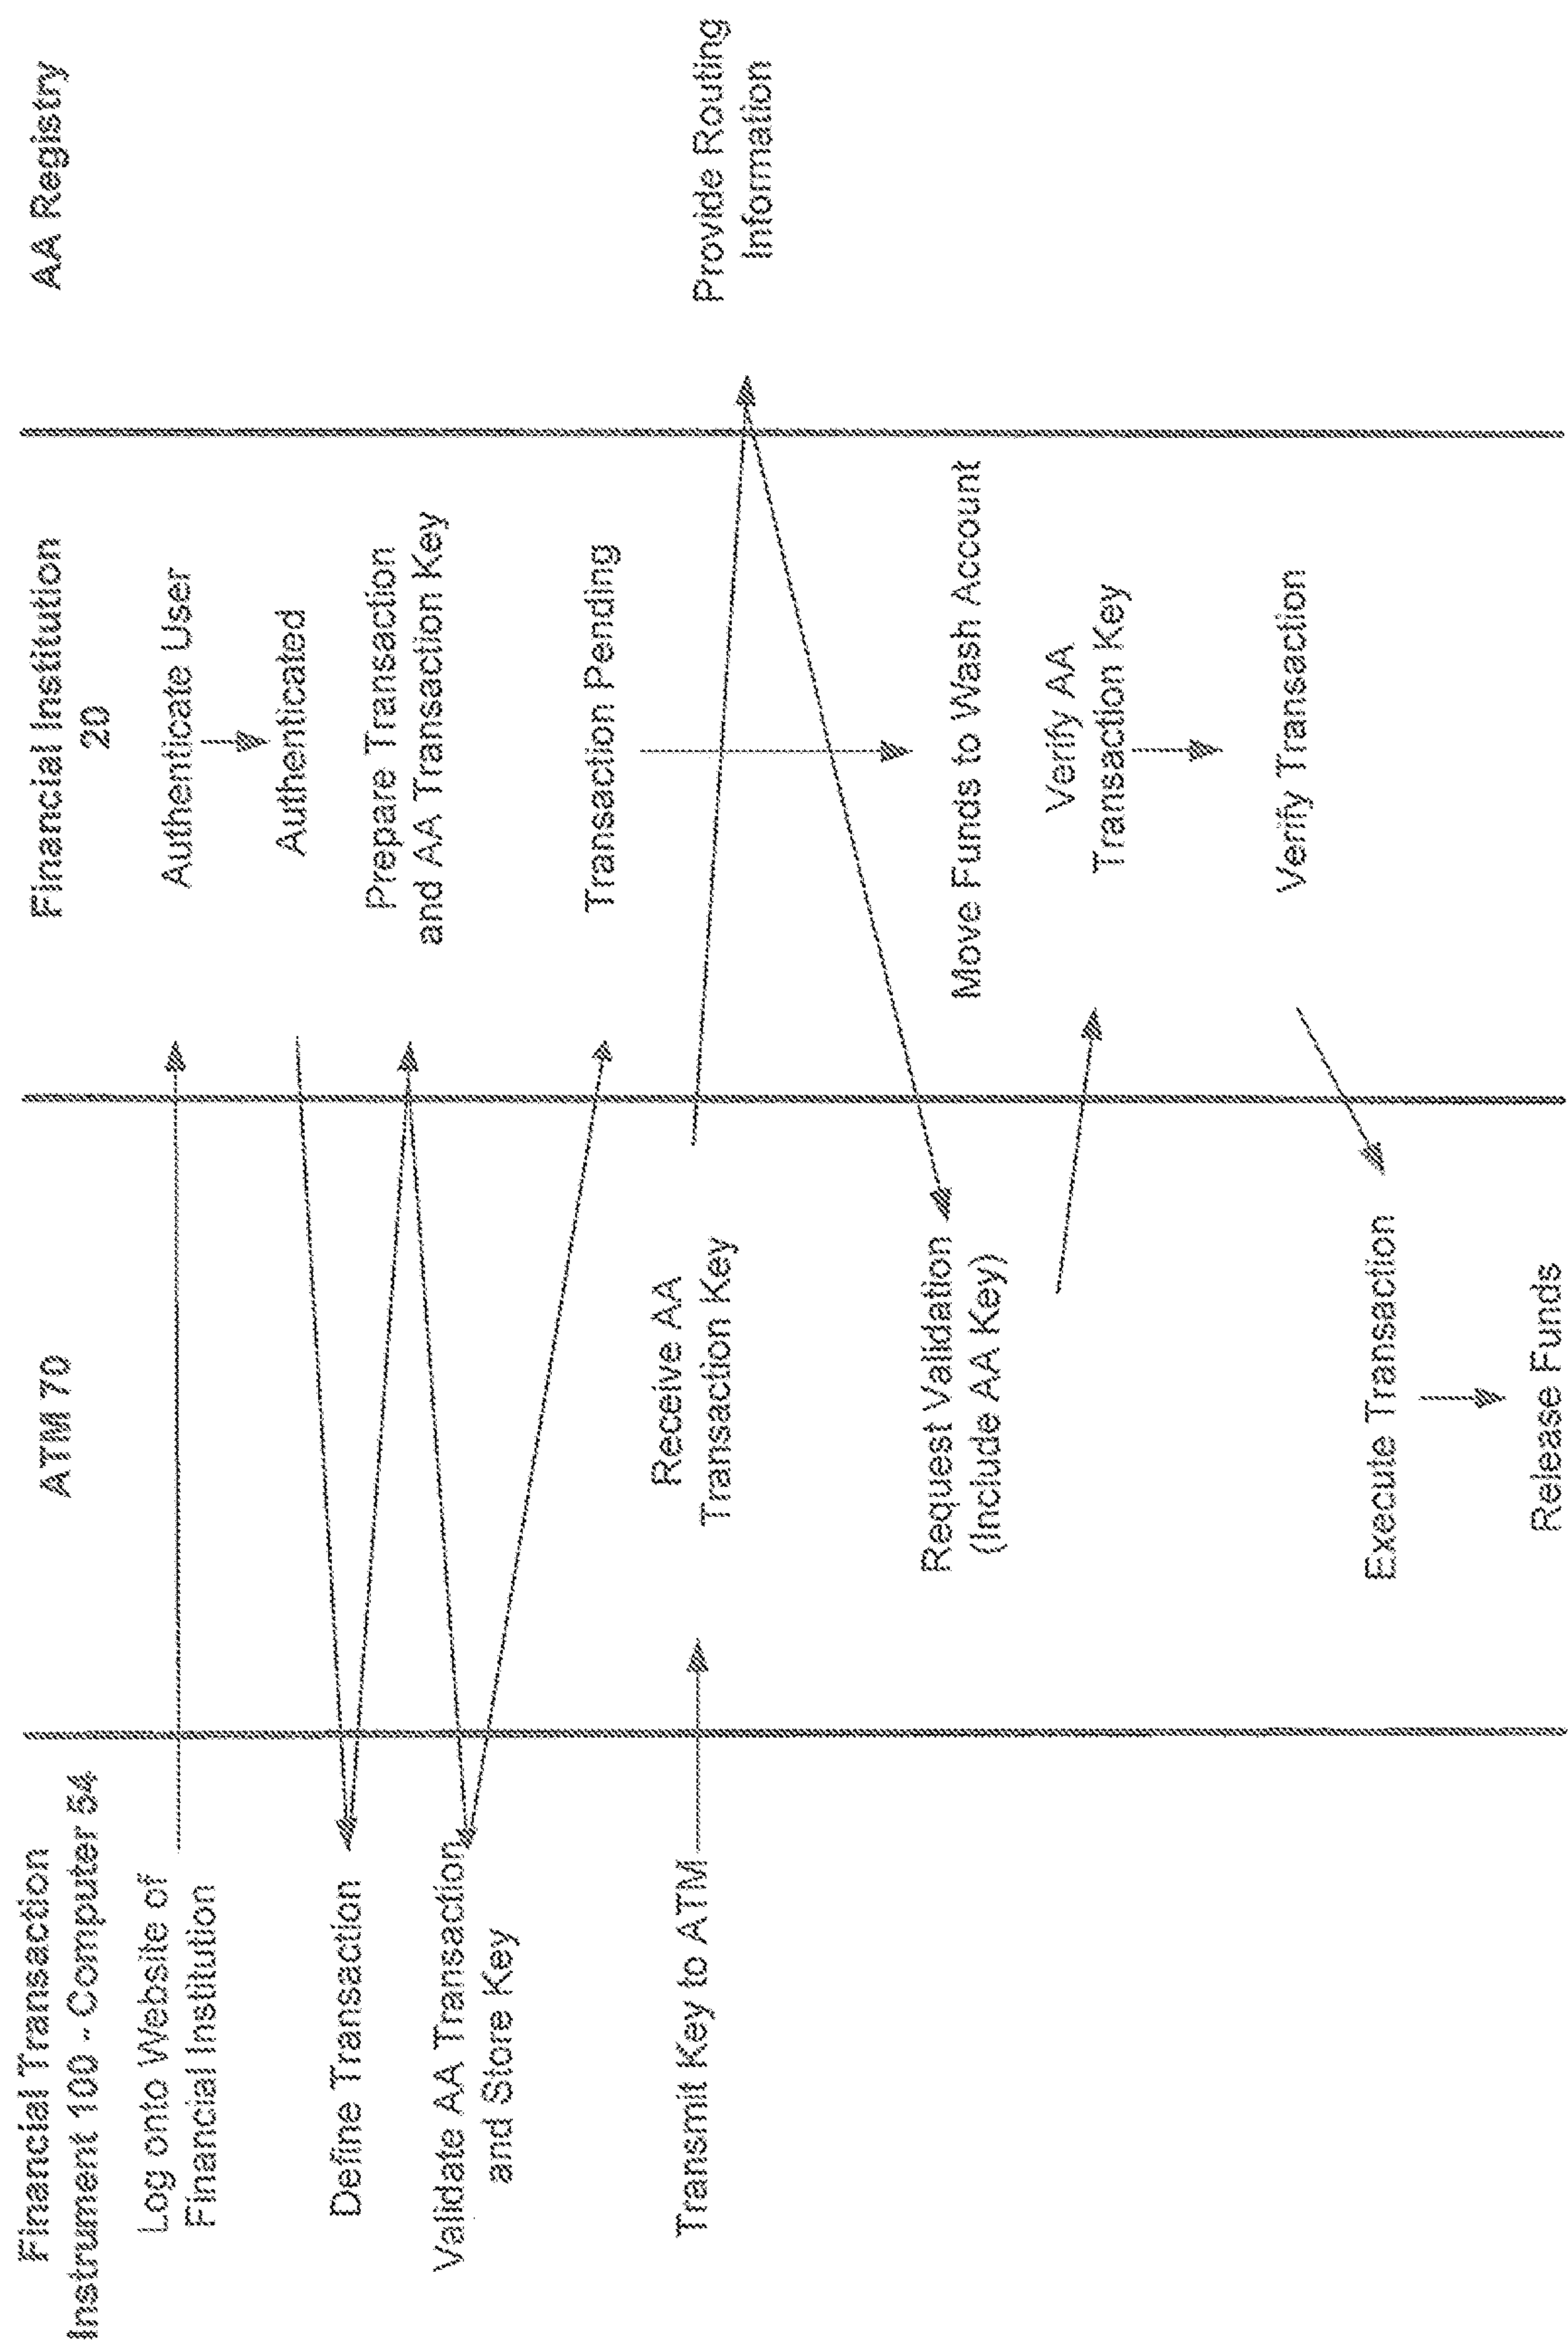 Financial Transaction
Instrument 100 - Computer 54
ATM 70
Financial Institution
20
AA Registry
Log onto Website of
Financial Institution
Authenticate User
Authenticated
Define Transaction
Prepare Transaction
and AA Transaction Key
Validate AA Transaction
and Store Key
Transaction Pending
Transmit Key to ATM
Receive AA
Transaction Key
Provide Routing
Information
Request Validation
(Include AA Key)
Move Funds to Wash Account
Verify AA
Transaction Key
Verify Transaction
Execute Transaction
Release Funds